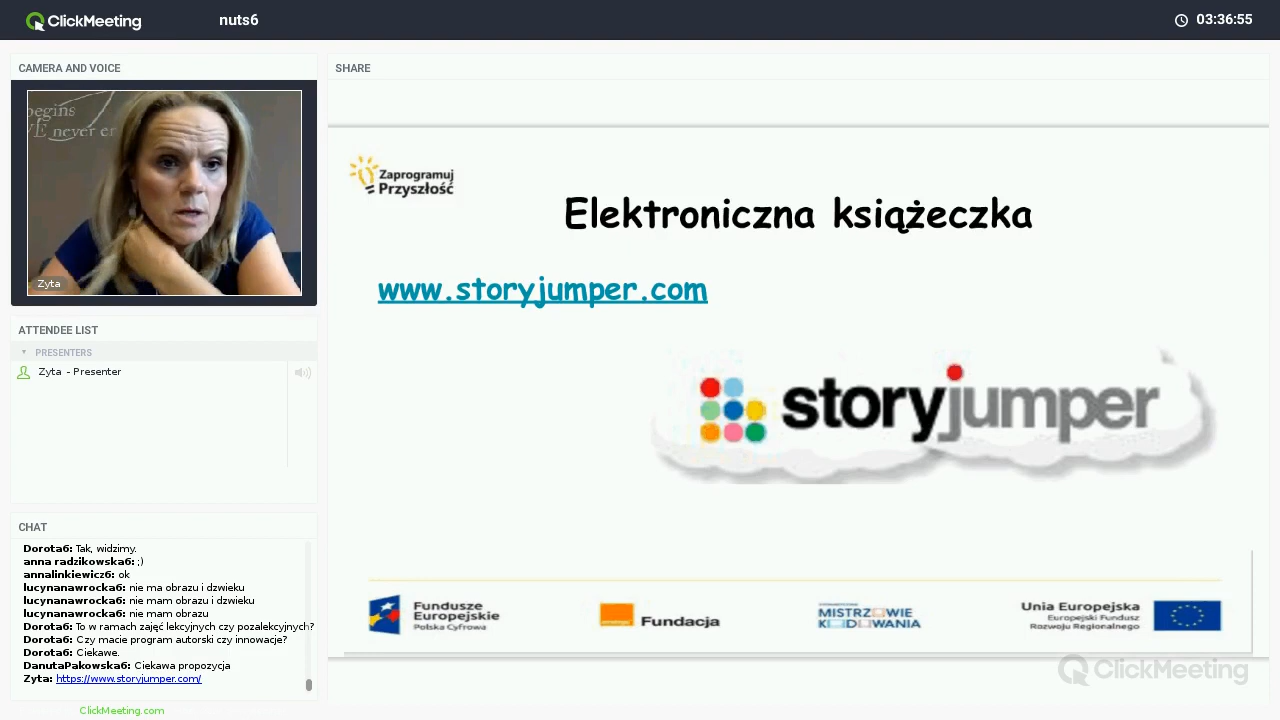 ClickMeeting
nuts6
03:36:55
CAMERA AND VOICE
begins
never
Zyta
ATTENDEE LIST
PRESENTERS
Zyta - Presenter
CHAT
Dorota6: Tak, widzimy.
anna radzikowska6: ;)
annalinkiewicz6: ok
lucynanawrocka6: nie ma obrazu i dzwieku
lucynanawrocka6: nie mam obrazu i dzwieku
lucynanawrocka6: nie mam obrazu
Dorota6: To w ramach zajęć lekcyjnych czy pozalekcyjnych?
Dorota6: Czy macie program autorski czy innowacje?
Dorota6: Ciekawe.
DanutaPakowska6: Ciekawa propozycja
Zyta: https://www.storyjumper.com/
ClickMeeting.com
SHARE
Zaprogramuj
Przyszłość
Elektroniczna książeczka
www.storyjumper.com
storyjumper
Fundusze
Europejskie
Polska Cyfrowa
Fundacja
MISTRZOWIE
KODOWANIA
Unia Europejska
Europejski Fundusz
Rozwoju Regionalnego
ClickMeeting